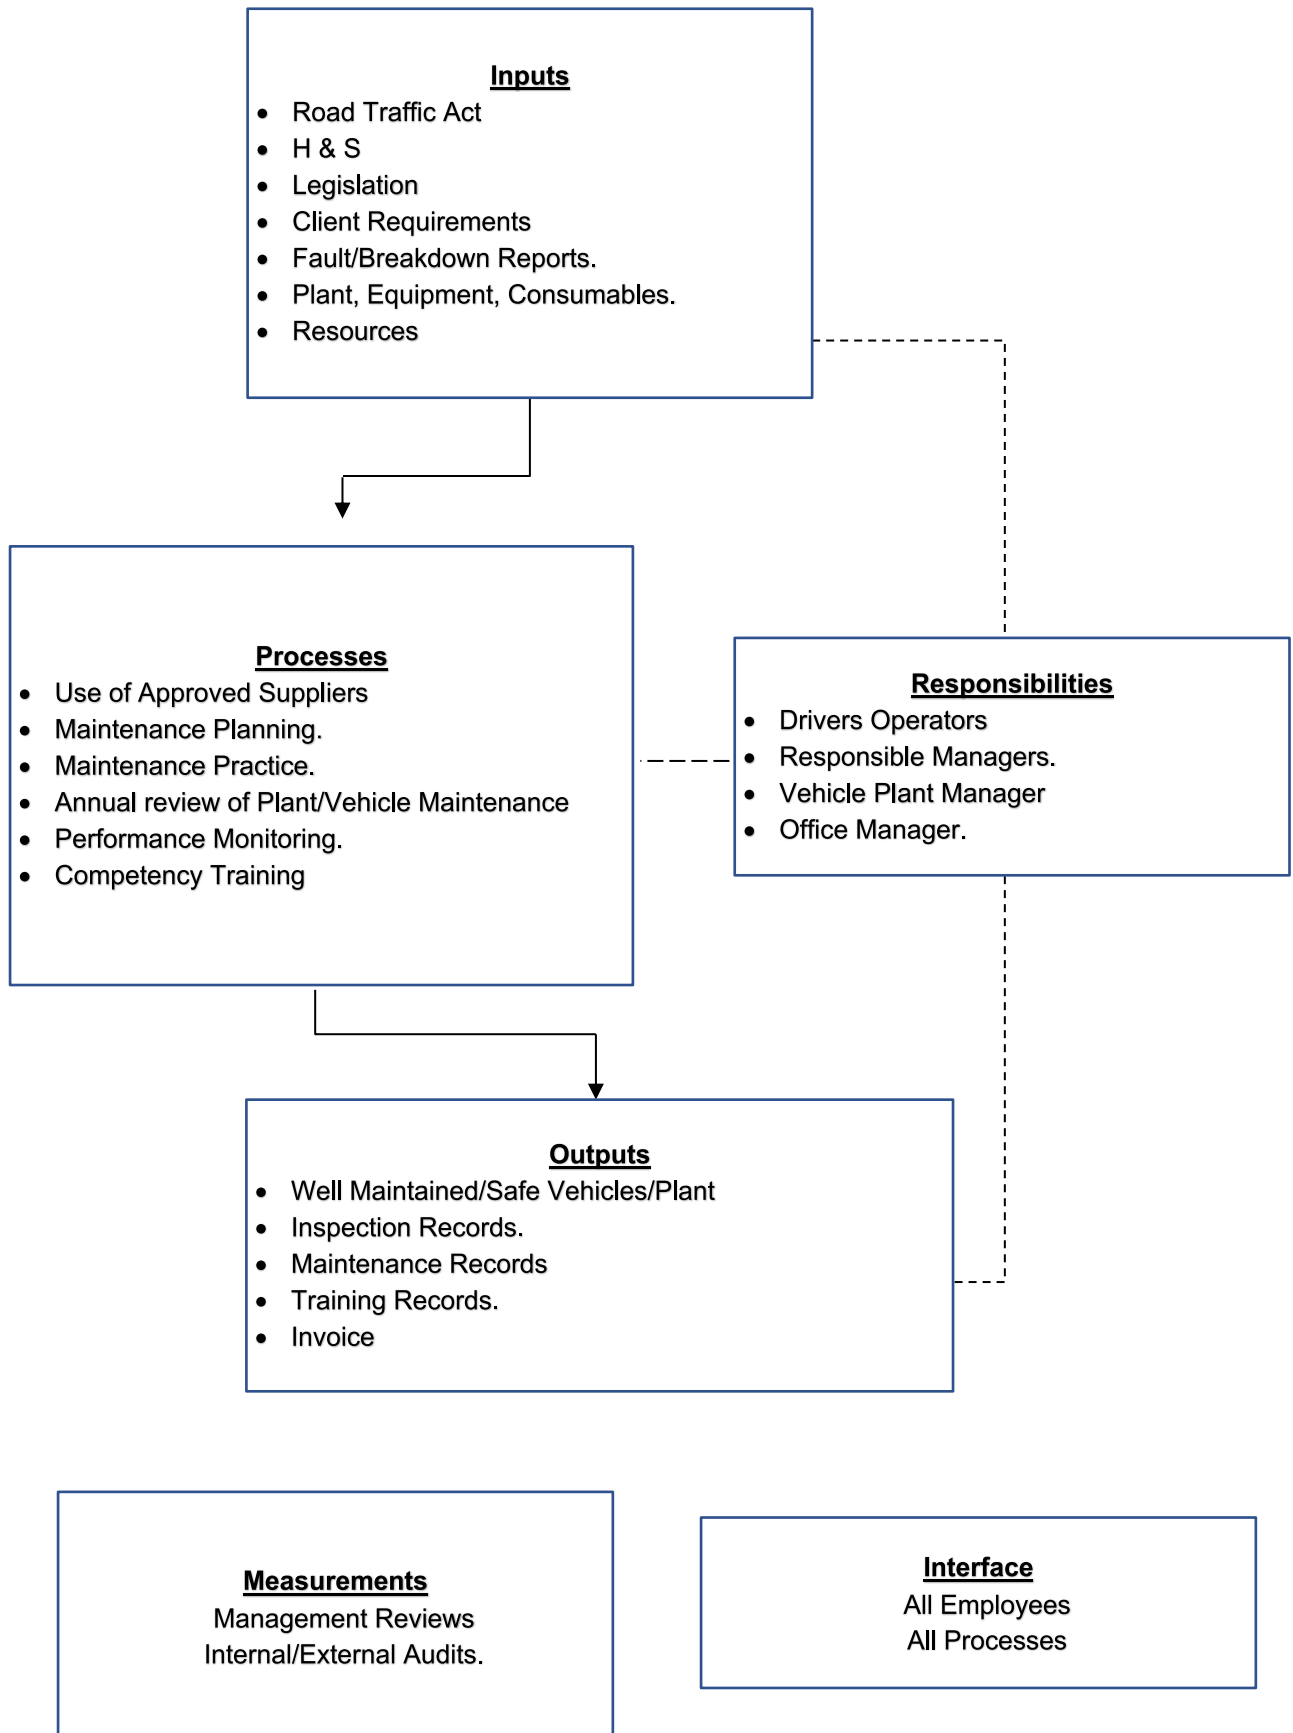 Inputs
• Road Traffic Act
• H & S
• Legislation
• Client Requirements
• Fault/Breakdown Reports.
• Plant, Equipment, Consumables.
• Resources
Processes
• Use of Approved Suppliers
• Maintenance Planning.
• Maintenance Practice.
• Annual review of Plant/Vehicle Maintenance
• Performance Monitoring.
• Competency Training
Responsibilities
• Drivers Operators
• Responsible Managers.
• Vehicle Plant Manager
• Office Manager.
Outputs
• Well Maintained/Safe Vehicles/Plant
• Inspection Records.
• Maintenance Records
• Training Records.
• Invoice
Measurements
Management Reviews
Internal/External Audits.
Interface
All Employees
All Processes